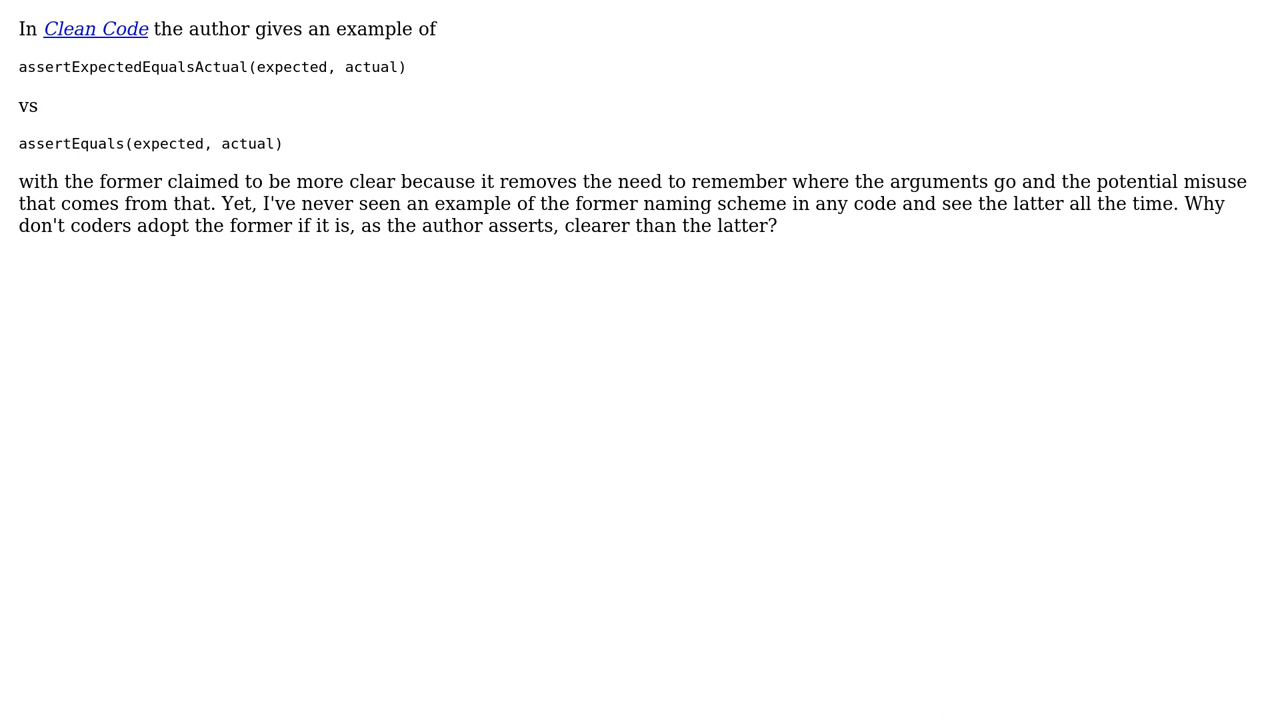 In Clean Code the author gives an example of
assertExpectedEqualsActual(expected, actual)
vs
assertEquals(expected, actual)
with the former claimed to be more clear because it removes the need to remember where the arguments go and the potential misuse
that comes from that. Yet, I've never seen an example of the former naming scheme in any code and see the latter all the time. Why
don't coders adopt the former if it is, as the author asserts, clearer than the latter?